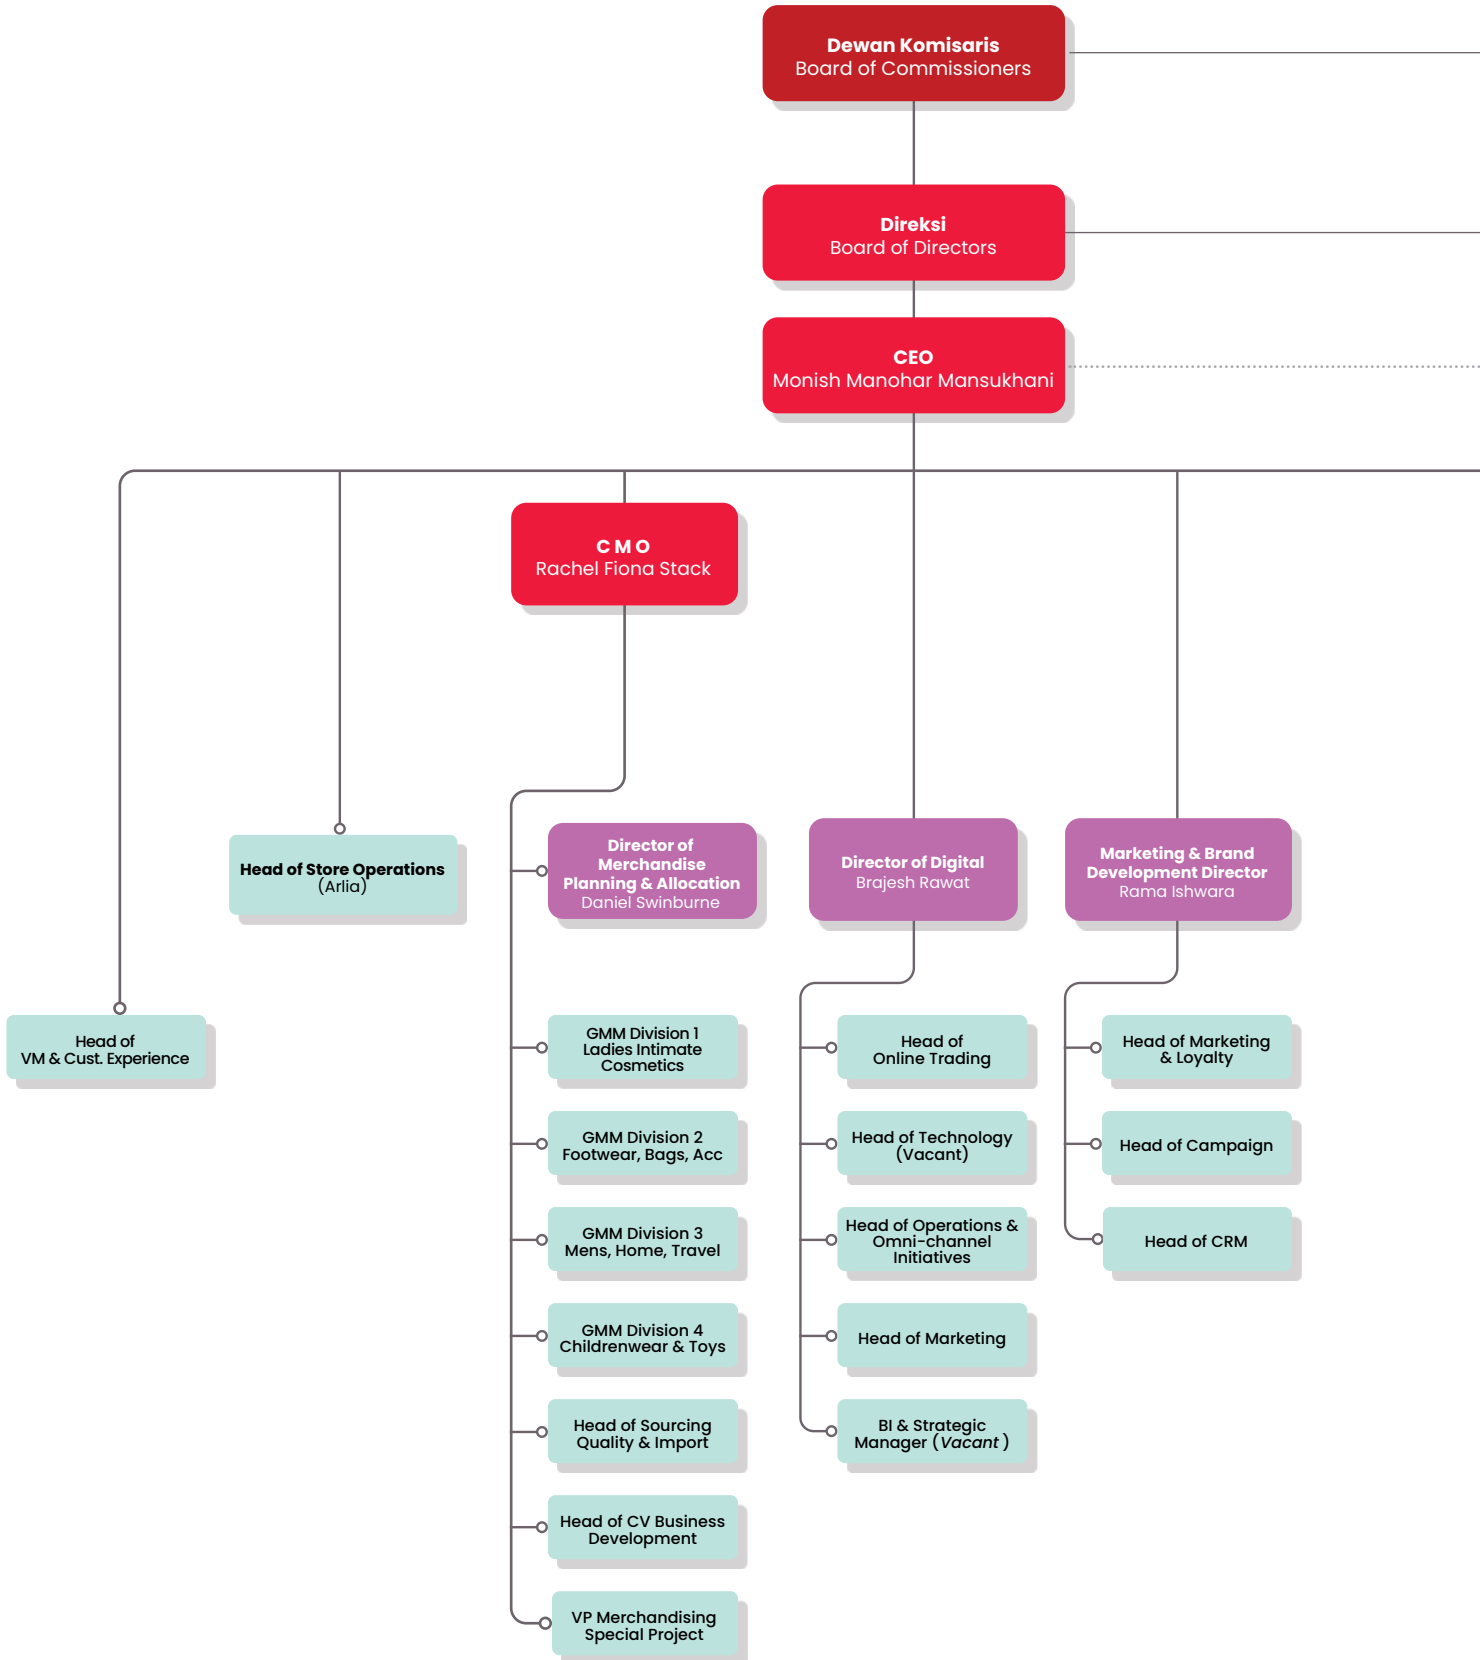 Dewan Komisaris
Board of Commissioners
Direksi
Board of Directors
CEO
Monish Manohar Mansukhani
C M O
Rachel Fiona Stack
Head of Store Operations
(Arlia)
Head of
VM & Cust. Experience
Director of
Merchandise
Planning & Allocation
Daniel Swinburne
GMM Division 1
Ladies Intimate
Cosmetics
GMM Division 2
Footwear, Bags, Acc
GMM Division 3
Mens, Home, Travel
GMM Division 4
Childrenwear & Toys
Head of Sourcing
Quality & Import
Head of CV Business
Development
VP Merchandising
Special Project
Director of Digital
Brajesh Rawat
Head of
Online Trading
Head of Technology
(Vacant)
Head of Operations &
Omni-channel
Initiatives
Head of Marketing
BI & Strategic
Manager (Vacant )
Marketing & Brand
Development Director
Rama Ishwara
Head of Marketing
& Loyalty
Head of Campaign
Head of CRM